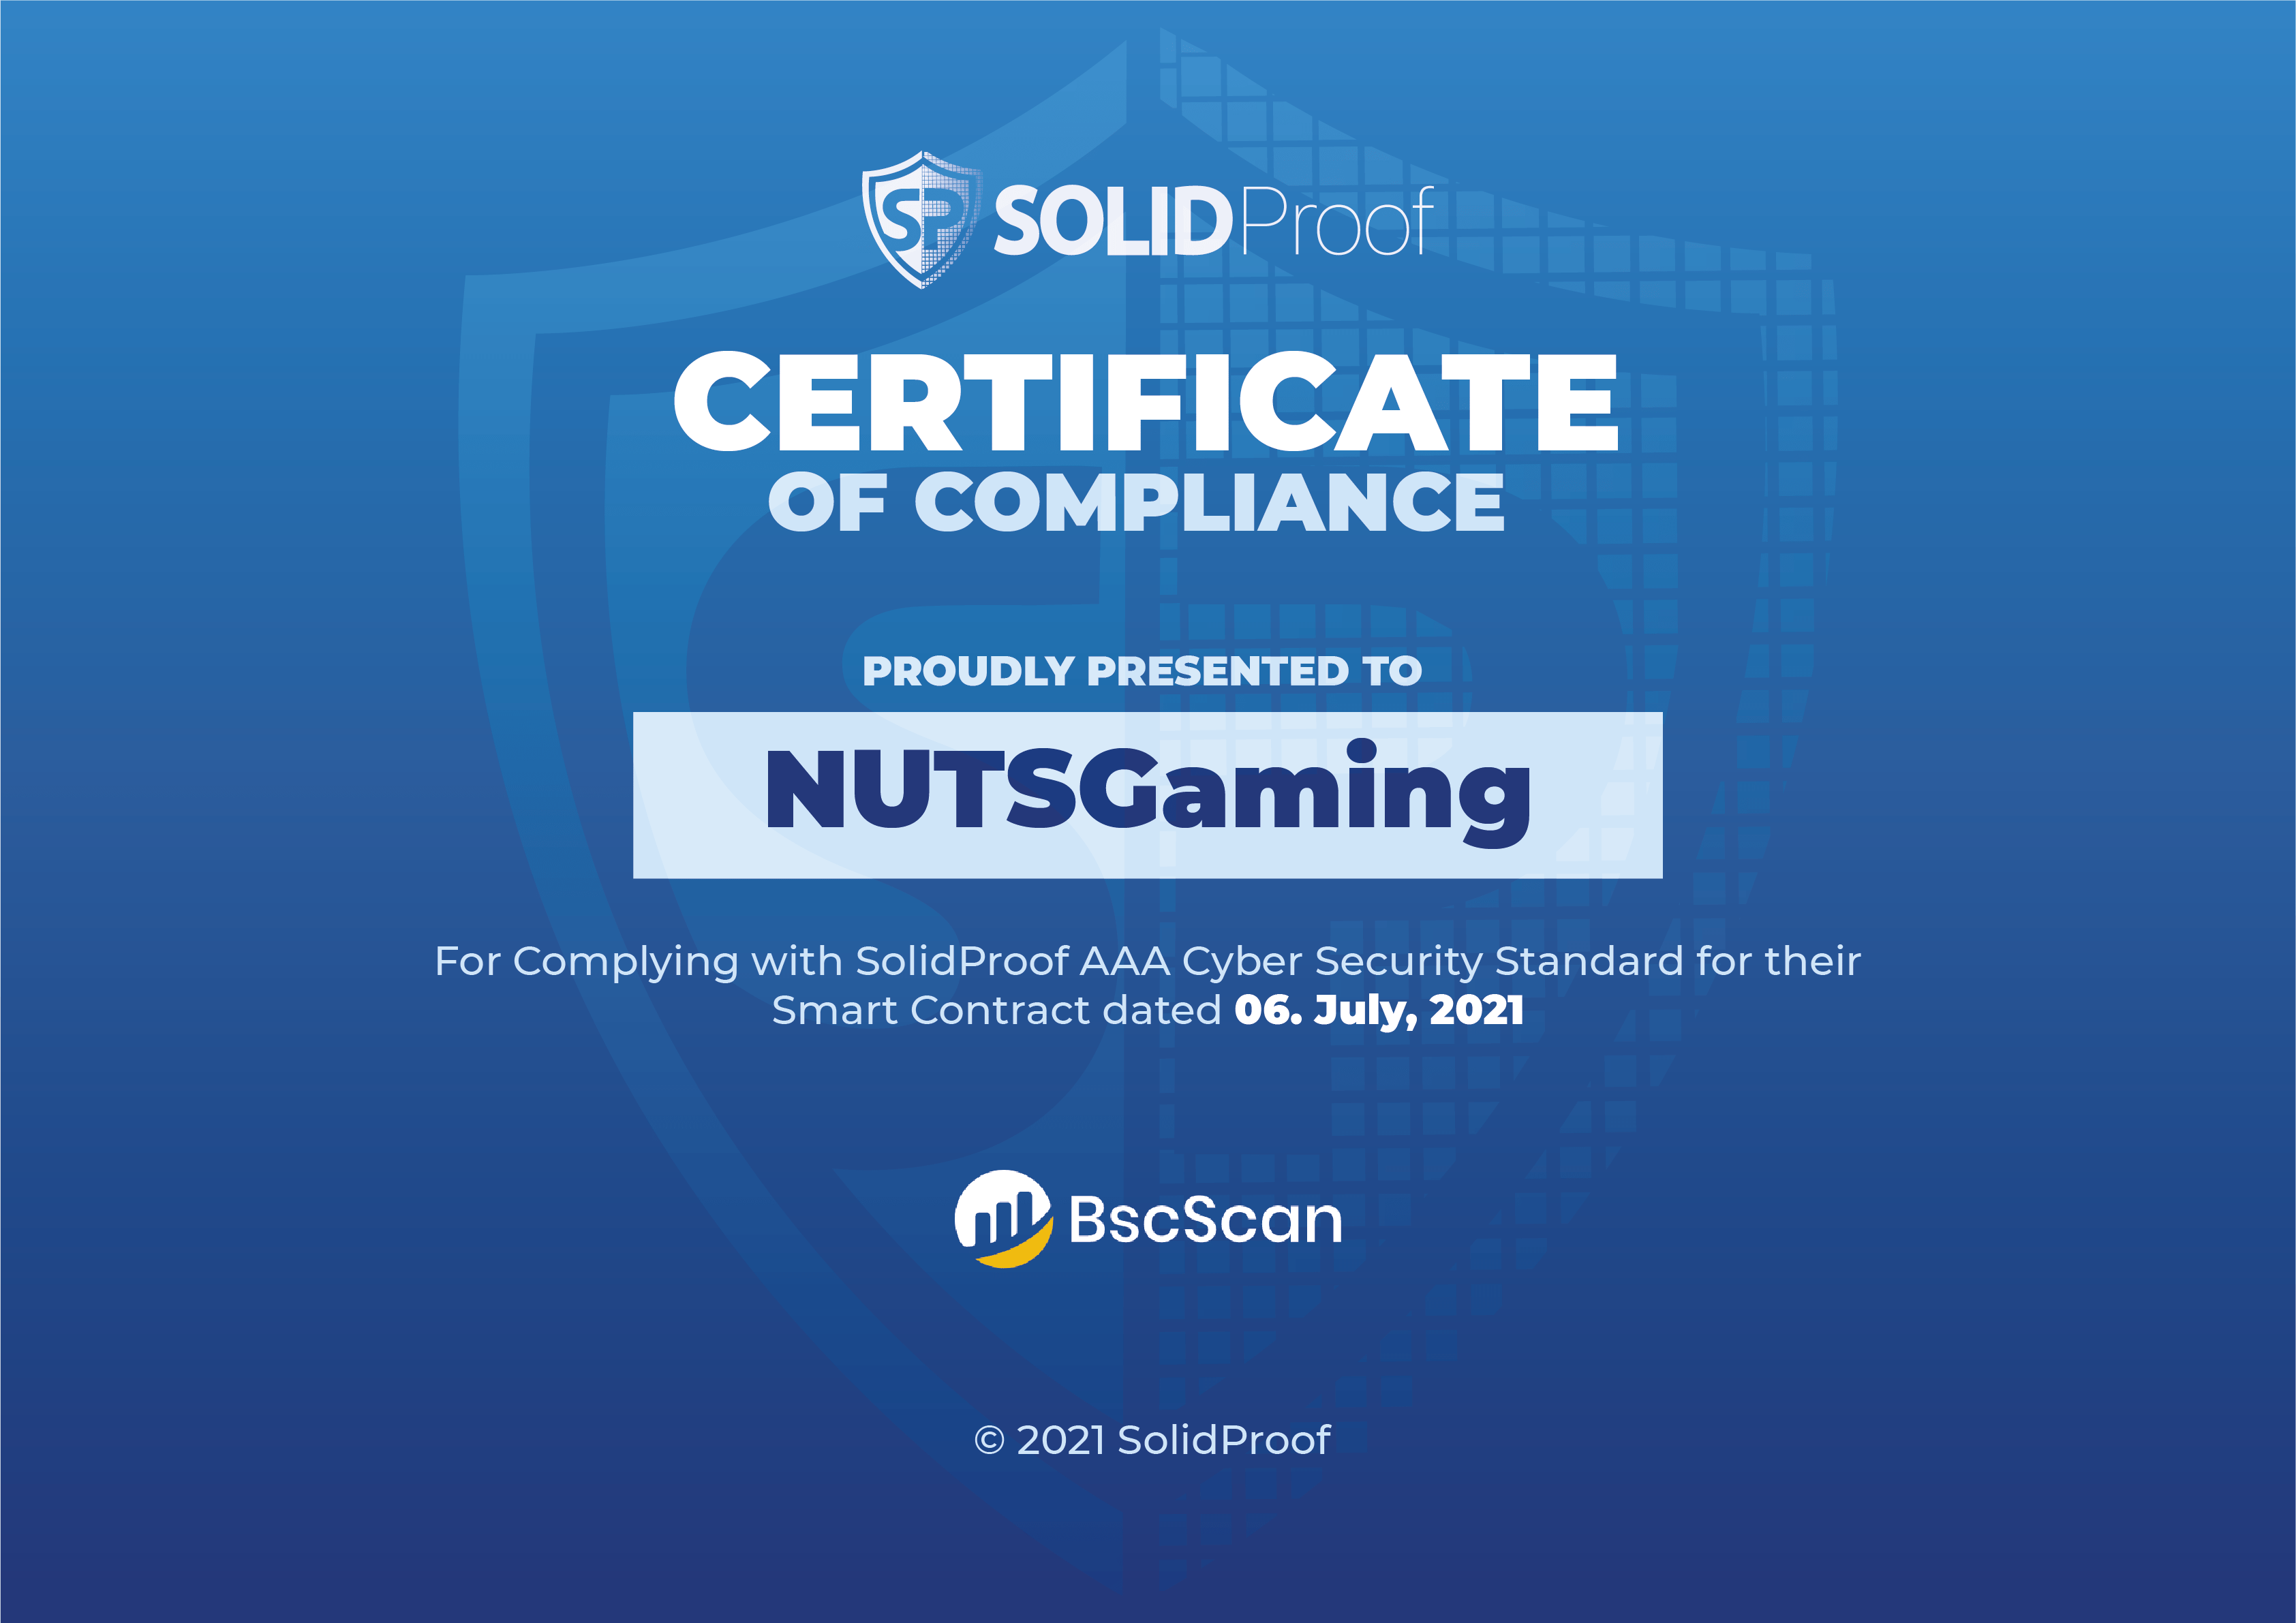 SP SOLIDProof
CERTIFICATE
OF COMPLIANCE
PROUDLY PRESENTED TO
NUTSGaming
For Complying with SolidProof AAA Cyber Security Standard for their
Smart Contract dated 06. July, 2021
BscScan
© 2021 SolidProof